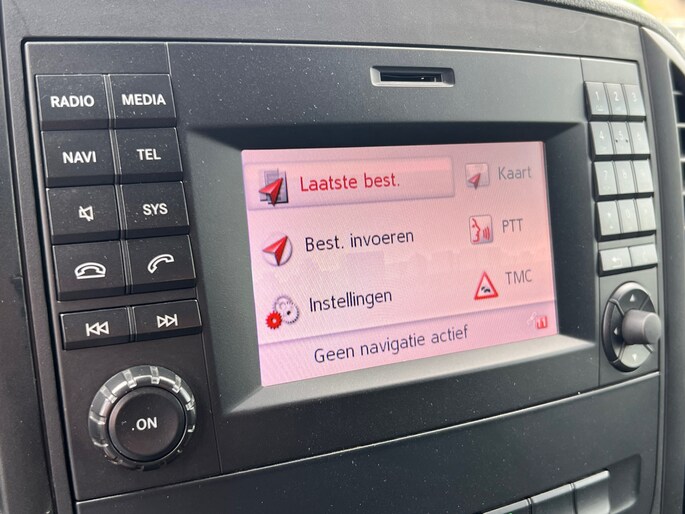 RADIO MEDIA
NAVI TEL
SYS
.ON
Laatste best.
Kaart
Best. invoeren
PTT
Instellingen
TMC
Geen navigatie actief